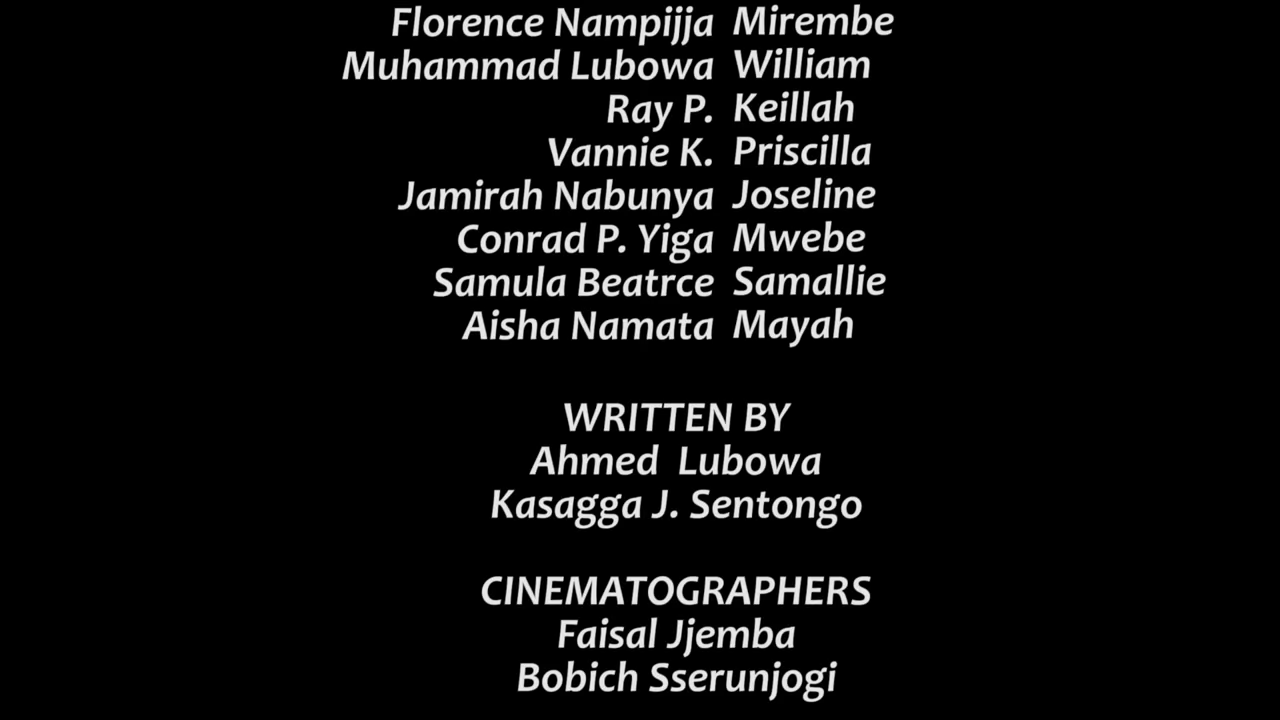 Florence Nampijja Mirembe
Muhammad Lubowa William
Ray P. Keillah
Vannie K. Priscilla
Jamirah Nabunya Joseline
Conrad P. Yiga Mwebe
Samula Beatrce Samallie
Aisha Namata Mayah
WRITTEN BY
Ahmed Lubowa
Kasagga J. Sentongo
CINEMATOGRAPHERS
Faisal Jjemba
Bobich Sserunjogi